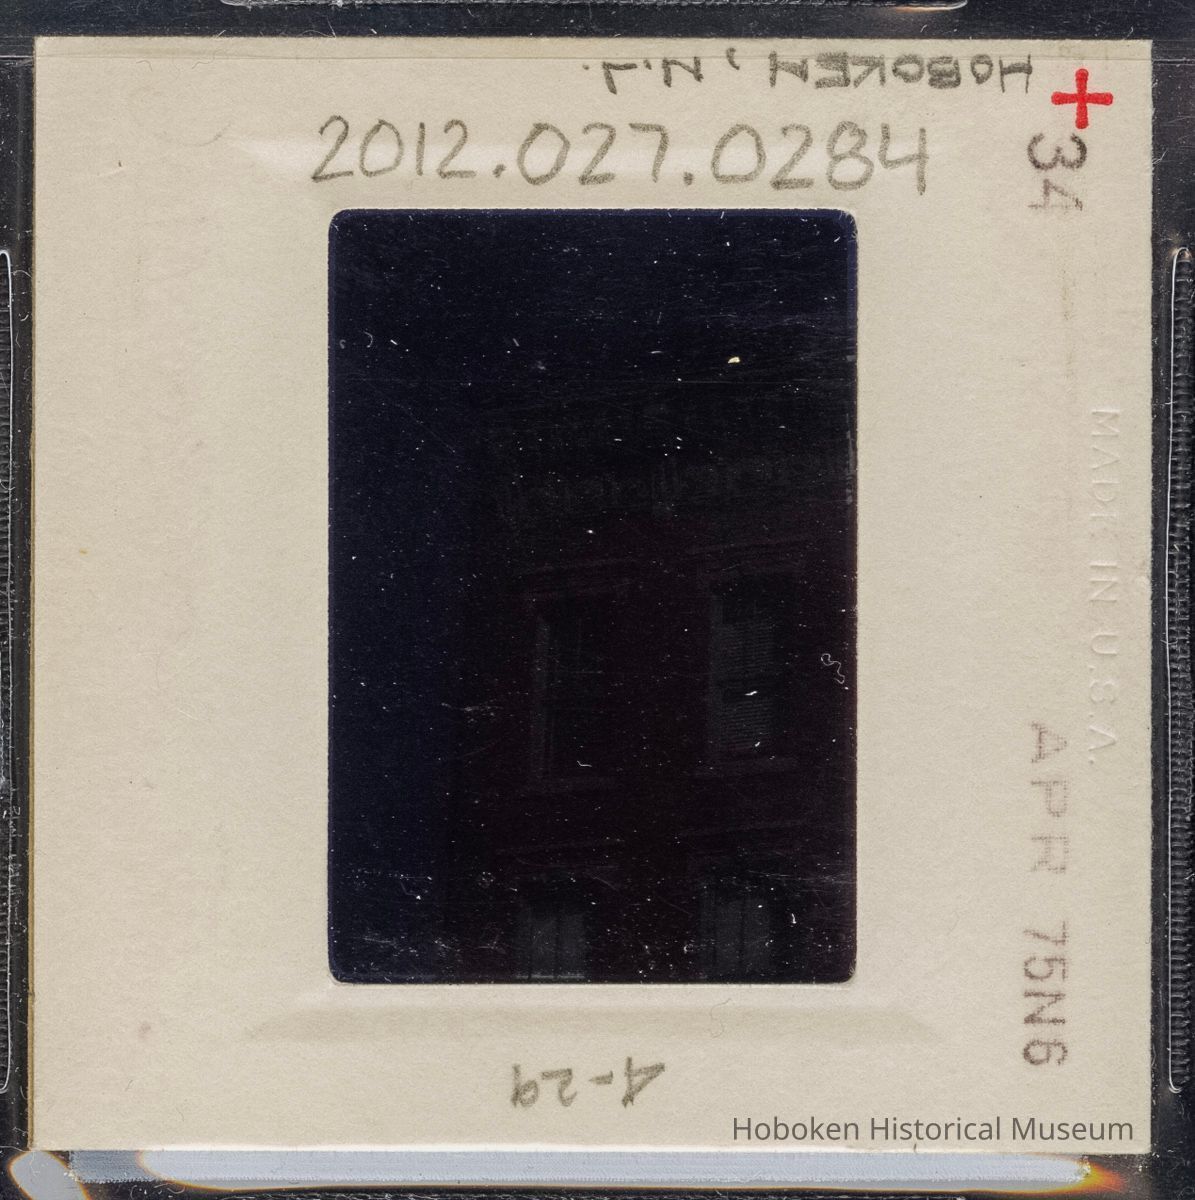 HOBOKEN, N.J.
2012.027.0284
34
MADE IN U.S.A.
APR 75N6
4-29
Hoboken Historical Museum